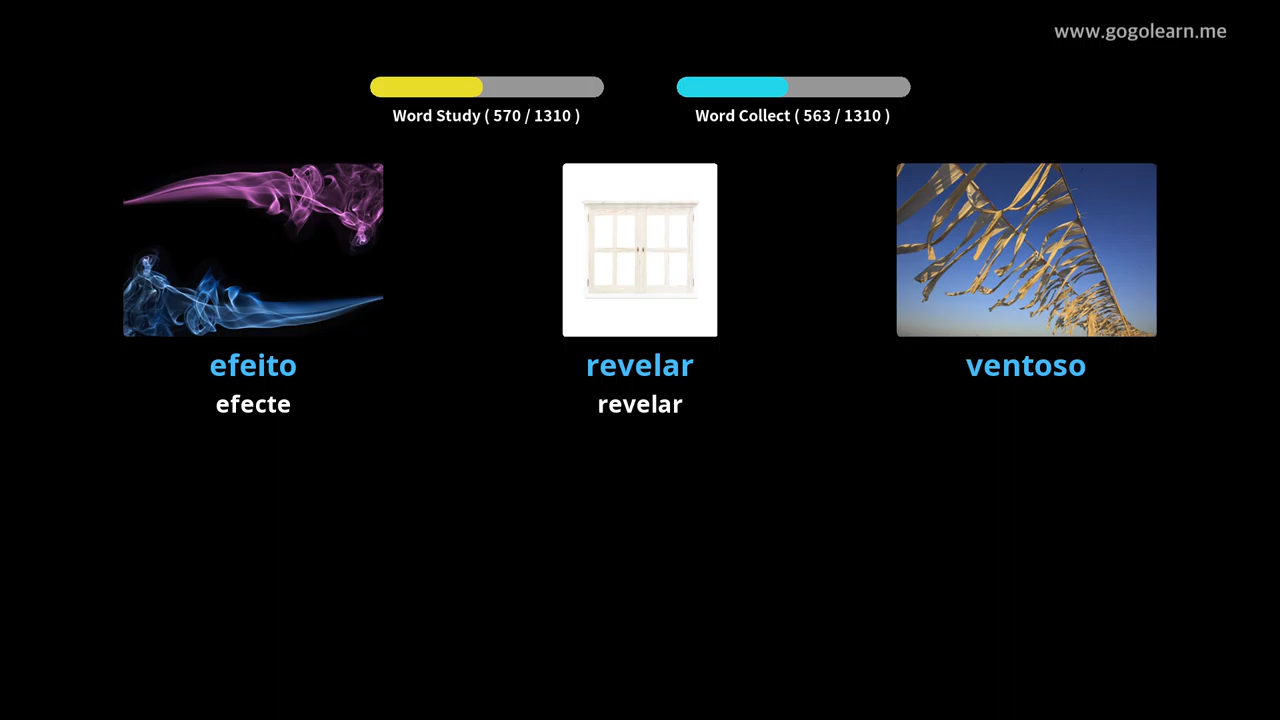 www.gogolearn.me
Word Study ( 570 / 1310 )
Word Collect ( 563 / 1310 )
efeito
revelar
ventoso
efecte
revelar